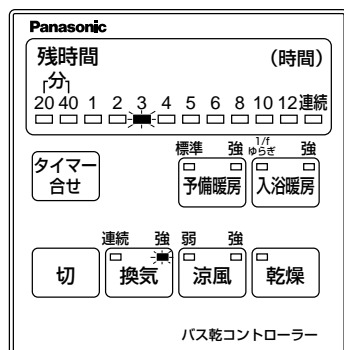 Panasonic
残時間 (時間)
┌分┐
20 40 1 2 3 4 5 6 8 10 12 連続
タイマー
合せ
標準 強 1/f ゆらぎ 強
予備暖房 入浴暖房
連続 強 弱 強
切 換気 涼風 乾燥
バス乾コントローラー